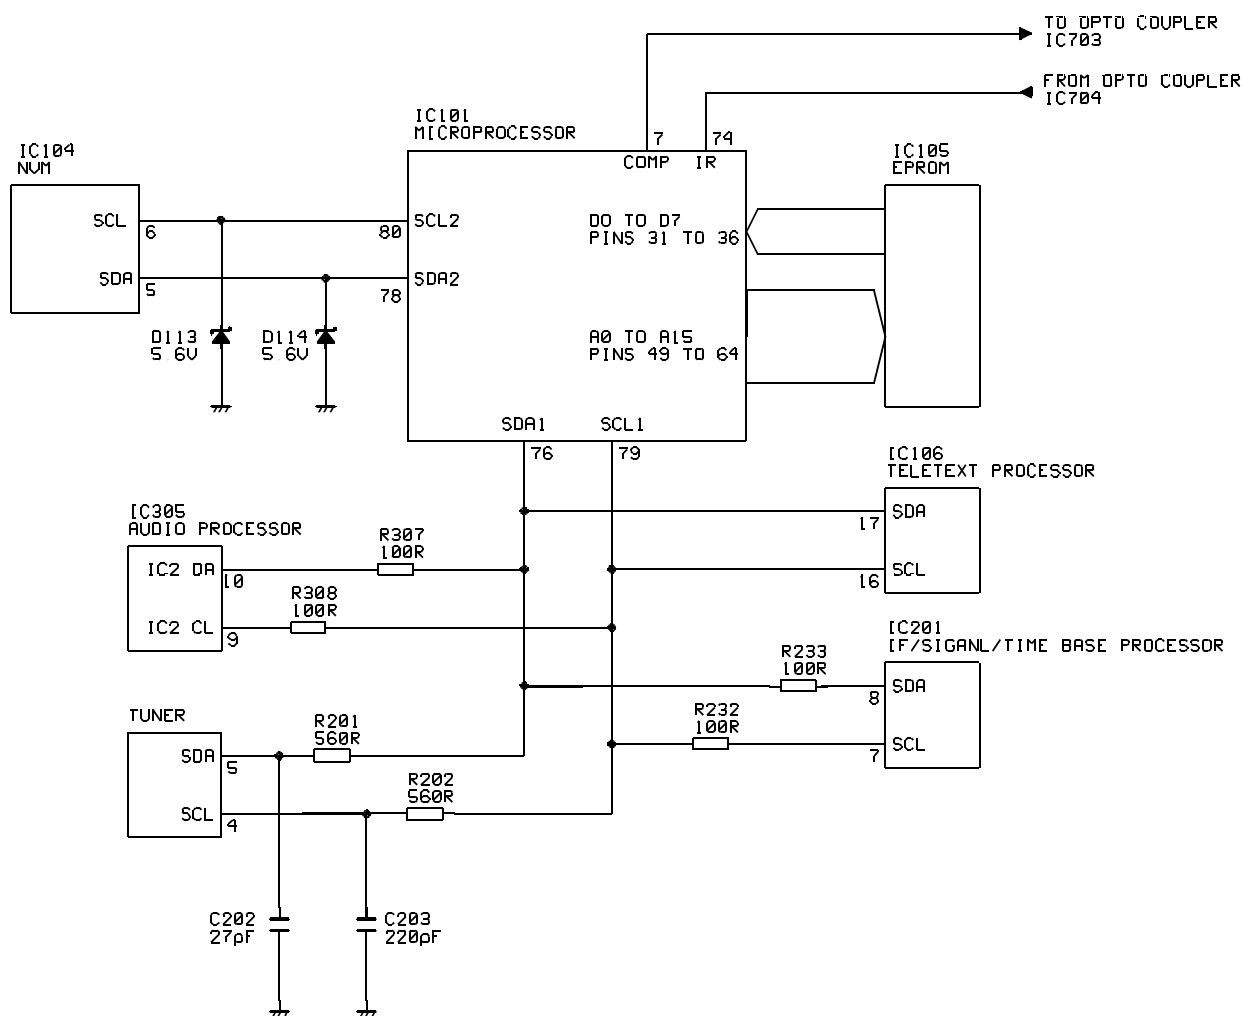 TO OPTO COUPLER
IC703
FROM OPTO COUPLER
IC704
IC101
MICROPROCESSOR
7
74
COMP
IR
IC104
NVM
IC105
EPROM
SCL
6
80
SCL2
DO TO D7
PINS 31 TO 36
SDA
5
78
SDA2
D113
5 6V
D114
5 6V
A0 TO A15
PINS 49 TO 64
SDA1
SCL1
76
79
IC106
TELETEXT PROCESSOR
SDA
17
SCL
16
IC305
AUDIO PROCESSOR
IC2 DA
10
IC2 CL
9
R307
100R
R308
100R
IC201
IF/SIGANL/TIME BASE PROCESSOR
R233
100R
SDA
8
R232
100R
SCL
7
TUNER
SDA
5
SCL
4
R201
560R
R202
560R
C202
27pF
C203
220pF